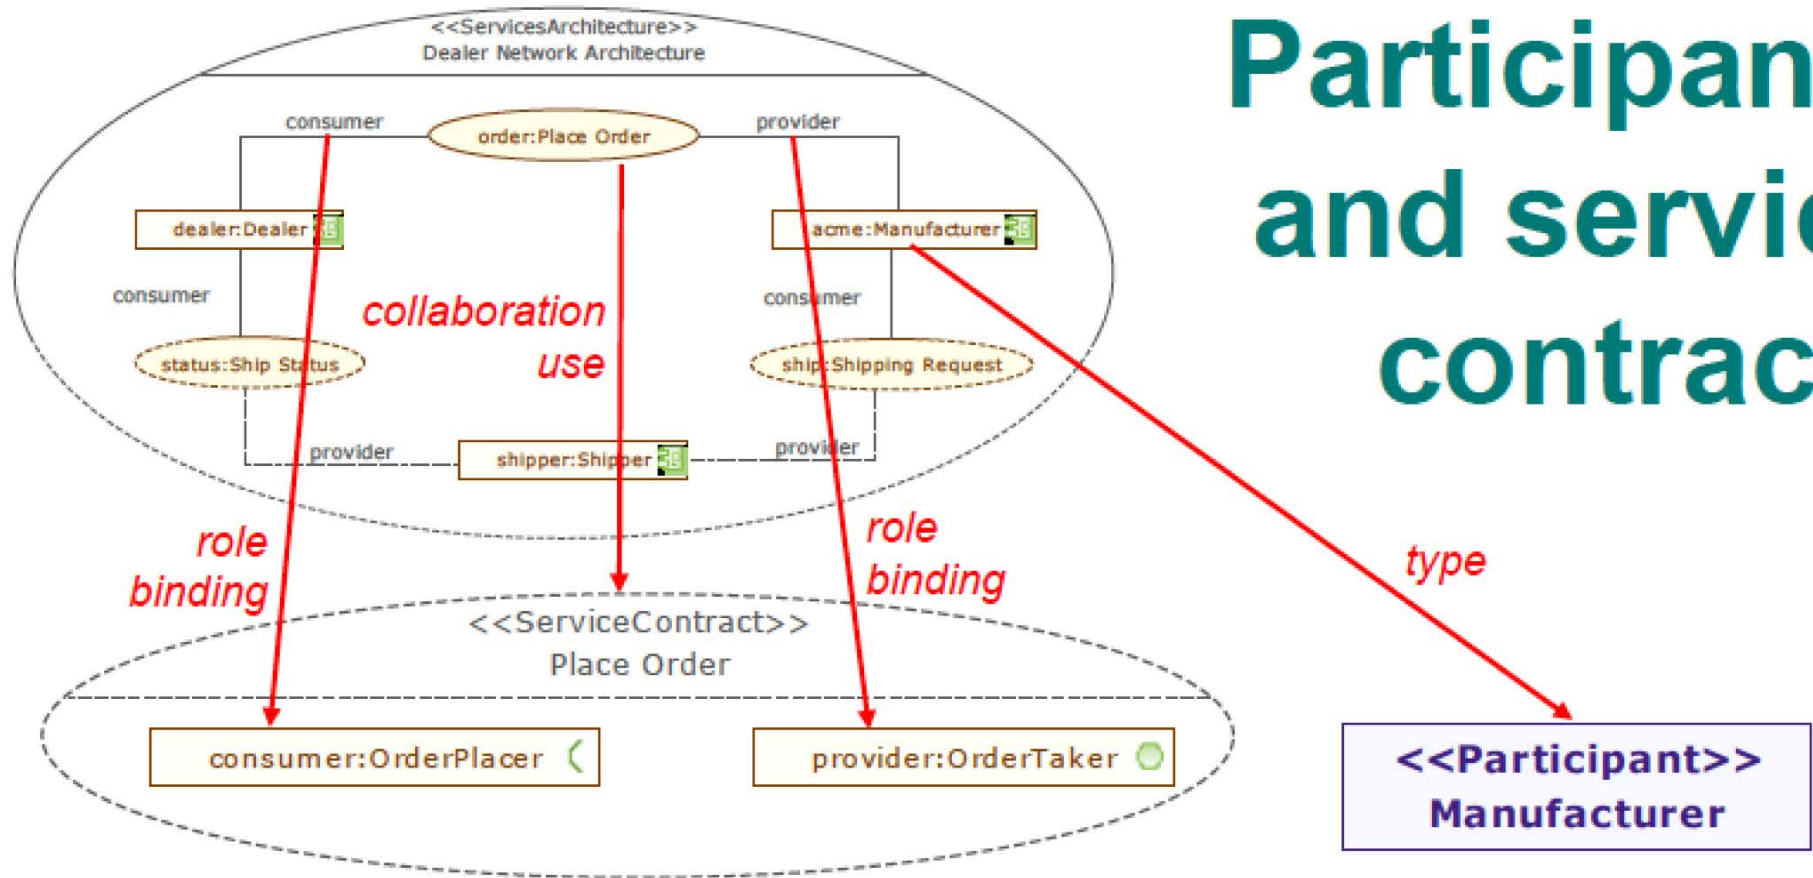 <<ServicesArchitecture>>
Dealer Network Architecture
consumer
order:Place Order
provider
dealer:Dealer
acme:Manufacturer
consumer
consumer
collaboration
use
status:Ship Status
ship:Shipping Request
provider
shipper:Shipper
provider
role
binding
role
binding
type
<<ServiceContract>>
Place Order
consumer:OrderPlacer
provider:OrderTaker
<<Participant>>
Manufacturer
Participan
and servic
contrac